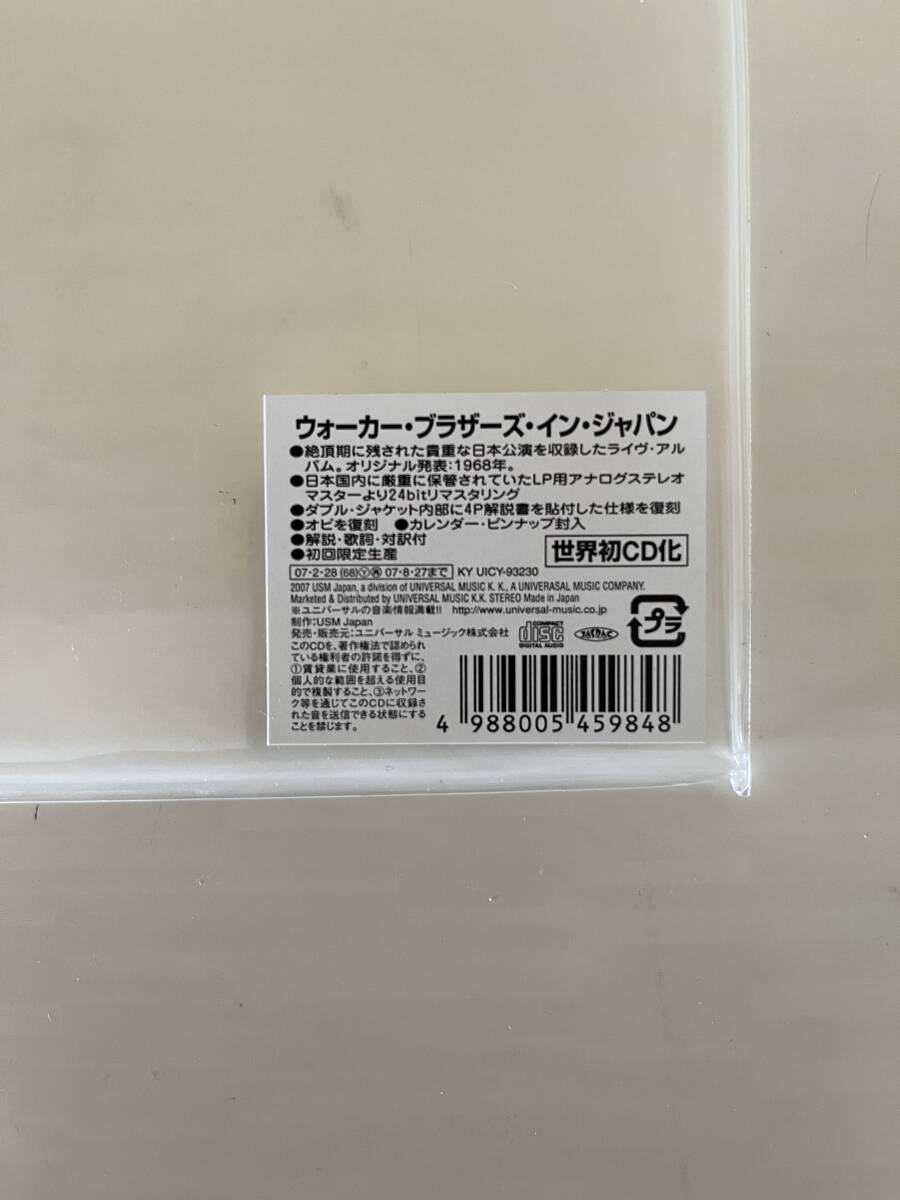 ウォーカー・ブラザーズ・イン・ジャパン
●絶頂期に残された貴重な日本公演を収録したライヴ・アル
バム。オリジナル発表:1968年。
●日本国内に厳重に保管されていたLP用アナログステレオ
マスターより24bitリマスタリング
●ダブル・ジャケット内部に4P解説書を貼付した仕様を復刻
●オビを復刻 ●カレンダー・ピンナップ封入
●解説・歌詞・対訳付
●初回限定生産
世界初CD化
07・2・28 (68)Ⓨ㋐ 07・8・27まで KY UICY-93230
2007 USM Japan, a division of UNIVERSAL MUSIC K. K., A UNIVERASAL MUSIC COMPANY.
Marketed & Distributed by UNIVERSAL MUSIC K.K. STEREO Made in Japan
※ユニバーサルの音楽情報満載!! http://www.universal-music.co.jp
制作:USM Japan
発売・販売元:ユニバーサル ミュージック株式会社
このCDを、著作権法で認められ
ている権利者の許諾を得ずに、
①賃貸業に使用すること、②
個人的な範囲を超える使用目
的で複製すること、③ネットワー
ク等を通じてこのCDに収録さ
れた音を送信できる状態にする
ことを禁じます。
COMPACT
disc
DIGITAL AUDIO
JASRAC
プラ
4 988005 459848